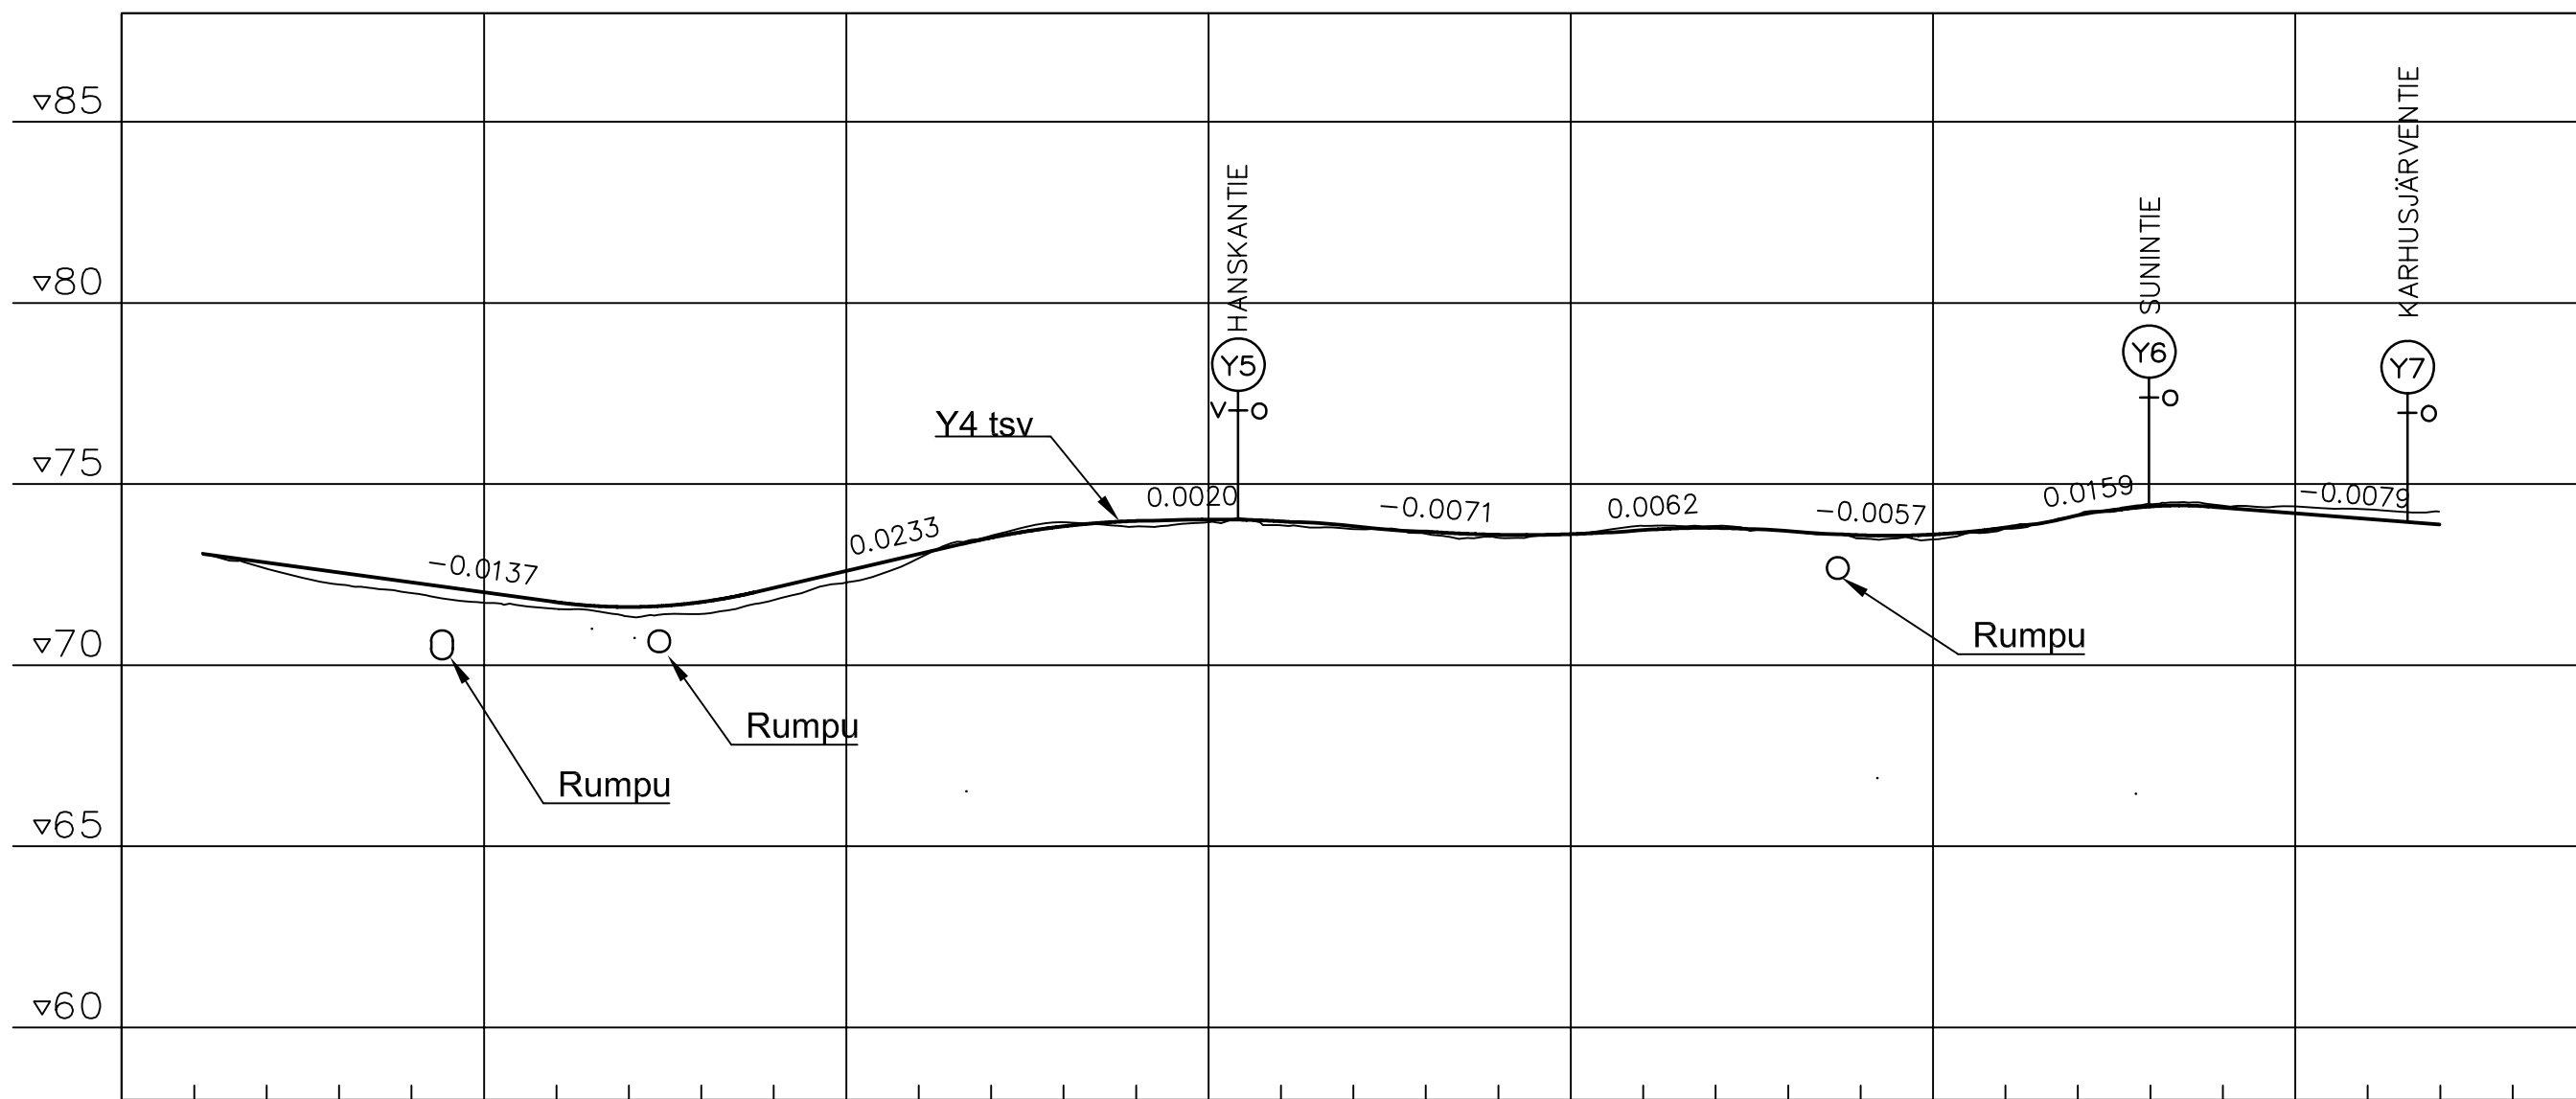 ▽85
KARHUSJÄRVENTIE
HANSKANTIE
SUNINTIE
▽80
Y5
Y6
Y7
V O
O
O
Y4 tsv
▽75
0.0020
-0.0071
0.0062
-0.0057
0.0159
-0.0079
0.0233
-0.0137
▽70
Rumpu
Rumpu
Rumpu
▽65
▽60